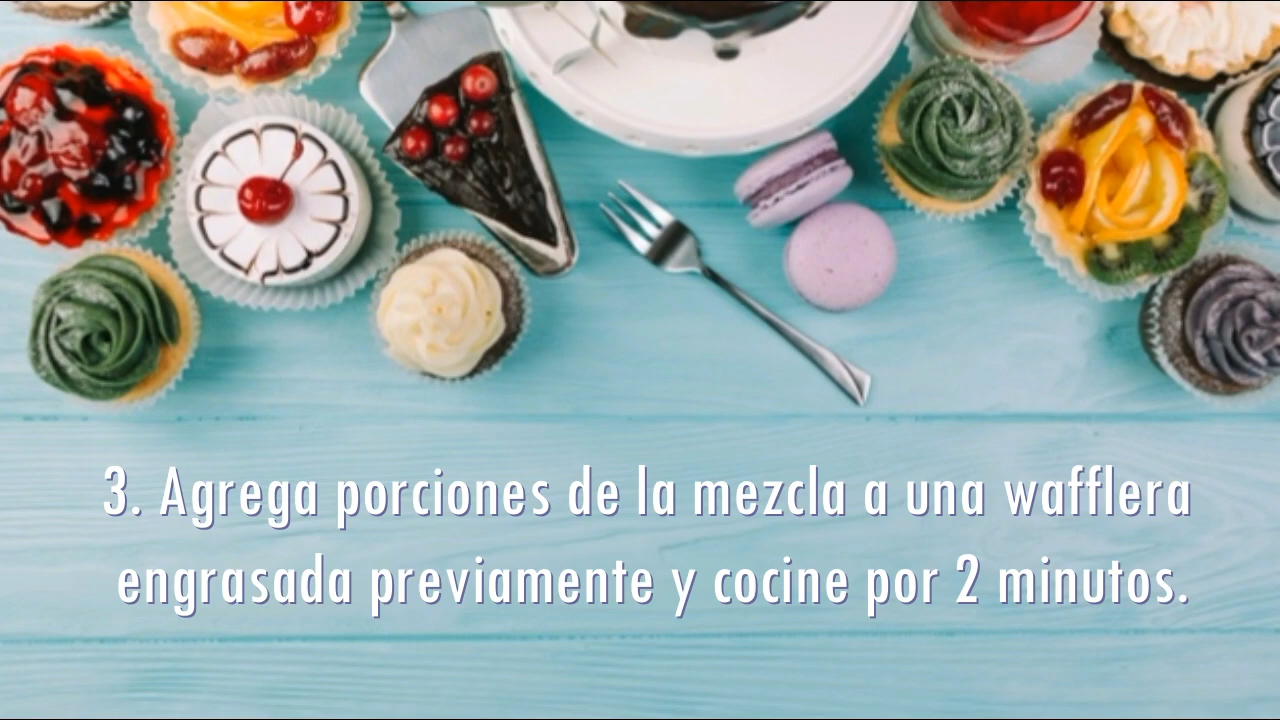 3. Agrega porciones de la mezcla a una wafflera
engrasada previamente y cocine por 2 minutos.